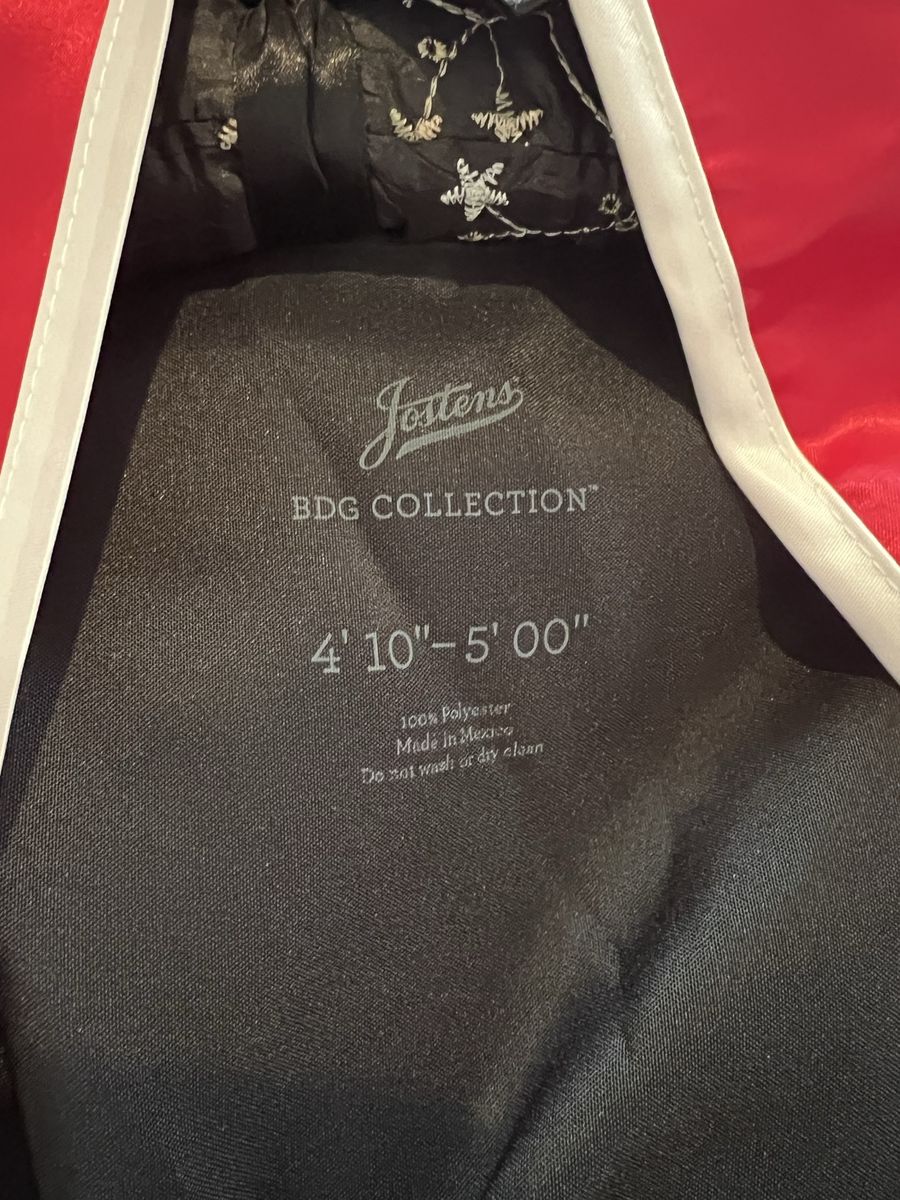 Jostens®
BDG COLLECTION™
4' 10"–5' 00"
100% Polyester
Made in Mexico
Do not wash or dry clean